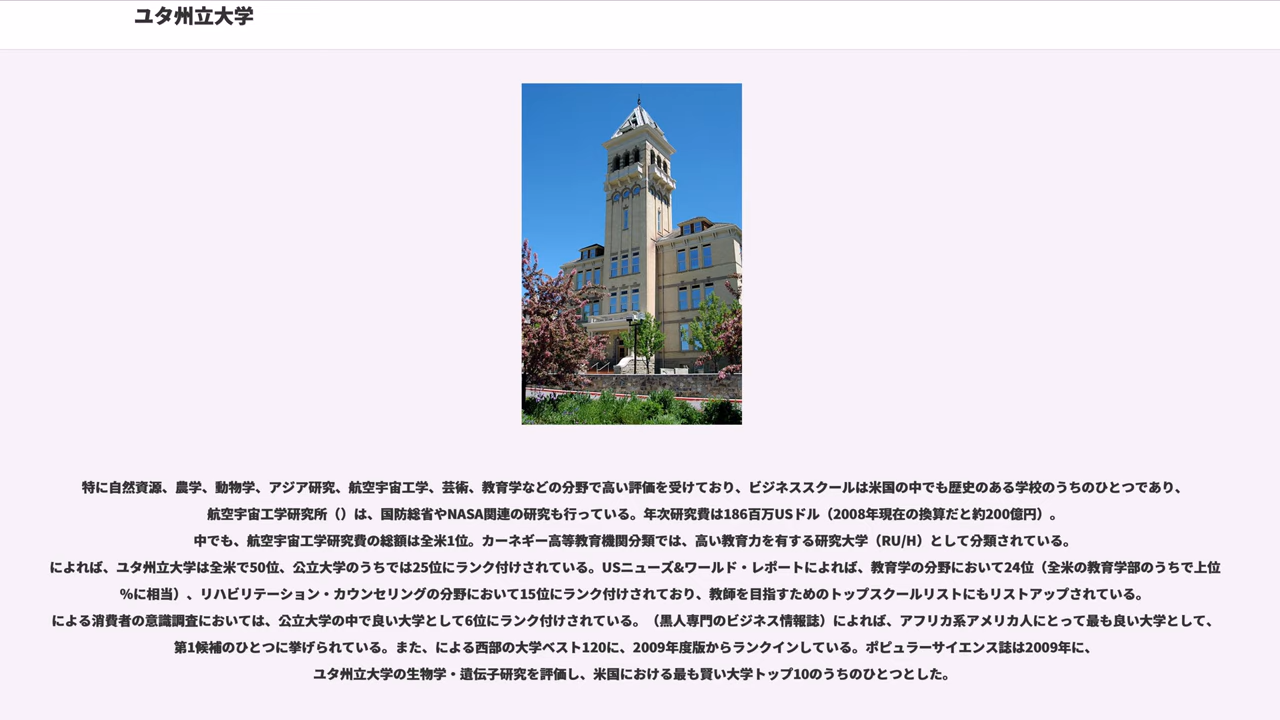 ユタ州立大学
特に自然資源、農学、動物学、アジア研究、航空宇宙工学、芸術、教育学などの分野で高い評価を受けており、ビジネススクールは米国の中でも歴史のある学校のうちのひとつであり、
航空宇宙工学研究所（）は、国防総省やNASA関連の研究も行っている。年次研究費は186百万USドル（2008年現在の換算だと約200億円）。
中でも、航空宇宙工学研究費の総額は全米1位。カーネギー高等教育機関分類では、高い教育力を有する研究大学（RU/H）として分類されている。
によれば、ユタ州立大学は全米で50位、公立大学のうちでは25位にランク付けされている。USニューズ&ワールド・レポートによれば、教育学の分野において24位（全米の教育学部のうちで上位
%に相当）、リハビリテーション・カウンセリングの分野において15位にランク付けされており、教師を目指すためのトップスクールリストにもリストアップされている。
による消費者の意識調査においては、公立大学の中で良い大学として6位にランク付けされている。（黒人専門のビジネス情報誌）によれば、アフリカ系アメリカ人にとって最も良い大学として、
第1候補のひとつに挙げられている。また、による西部の大学ベスト120に、2009年度版からランクインしている。ポピュラーサイエンス誌は2009年に、
ユタ州立大学の生物学・遺伝子研究を評価し、米国における最も賢い大学トップ10のうちのひとつとした。